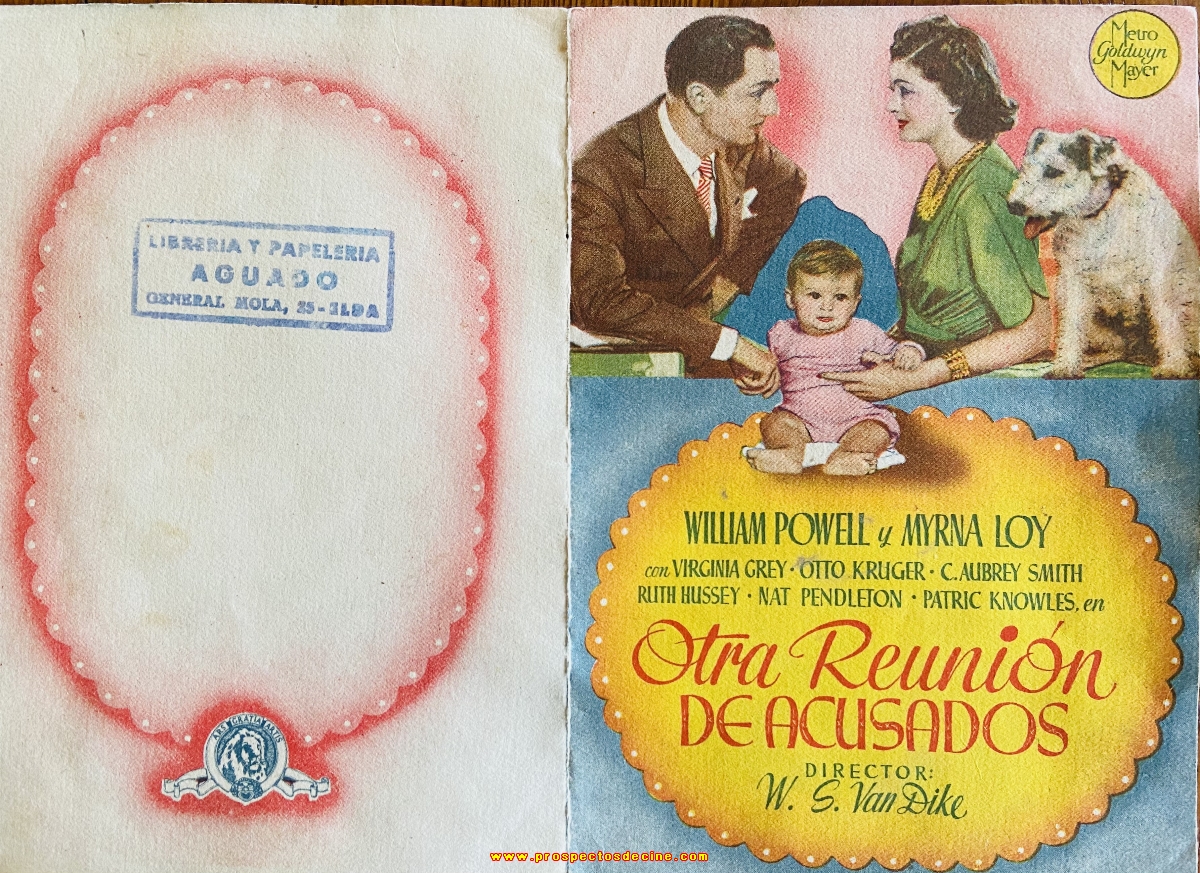 LIBRERIA Y PAPELERIA
AGUADO
GENERAL MOLA, 25 - ELDA
ARS GRATIA ARTIS
Metro
Goldwyn
Mayer
WILLIAM POWELL y MYRNA LOY
con VIRGINIA GREY · OTTO KRUGER · C. AUBREY SMITH
RUTH HUSSEY · NAT PENDLETON · PATRIC KNOWLES, en
Otra Reunión
DE ACUSADOS
DIRECTOR:
W. S. Van Dike
www.prospectosdecine.com